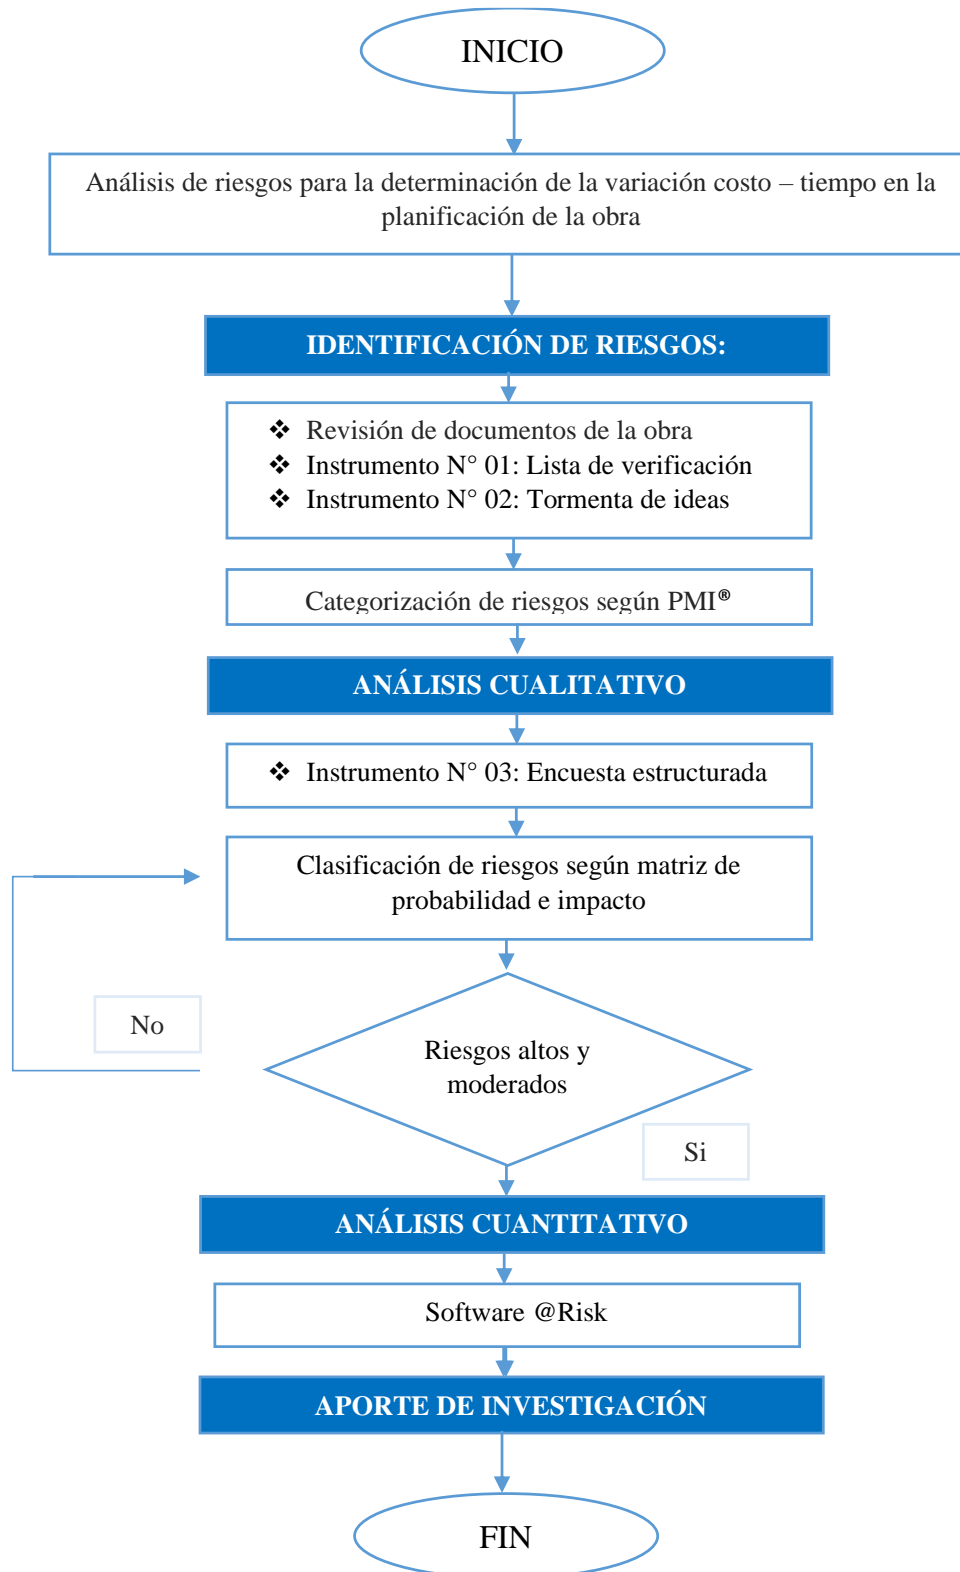 INICIO
Análisis de riesgos para la determinación de la variación costo – tiempo en la
planificación de la obra
IDENTIFICACIÓN DE RIESGOS:
❖ Revisión de documentos de la obra
❖ Instrumento N° 01: Lista de verificación
❖ Instrumento N° 02: Tormenta de ideas
Categorización de riesgos según PMI®
ANÁLISIS CUALITATIVO
❖ Instrumento N° 03: Encuesta estructurada
Clasificación de riesgos según matriz de
probabilidad e impacto
No
Riesgos altos y
moderados
Si
ANÁLISIS CUANTITATIVO
Software @Risk
APORTE DE INVESTIGACIÓN
FIN